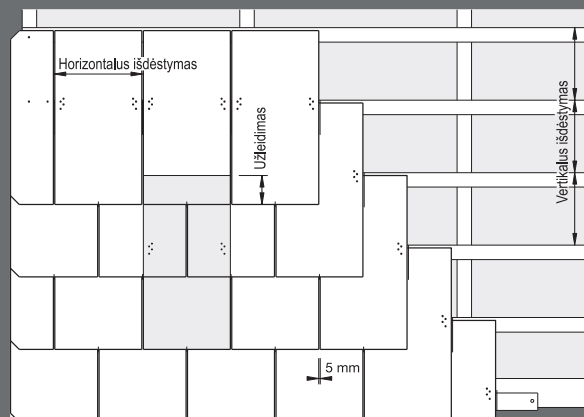 Horizontalus išdėstymas
Užleidimas
Vertikalus išdėstymas
5 mm